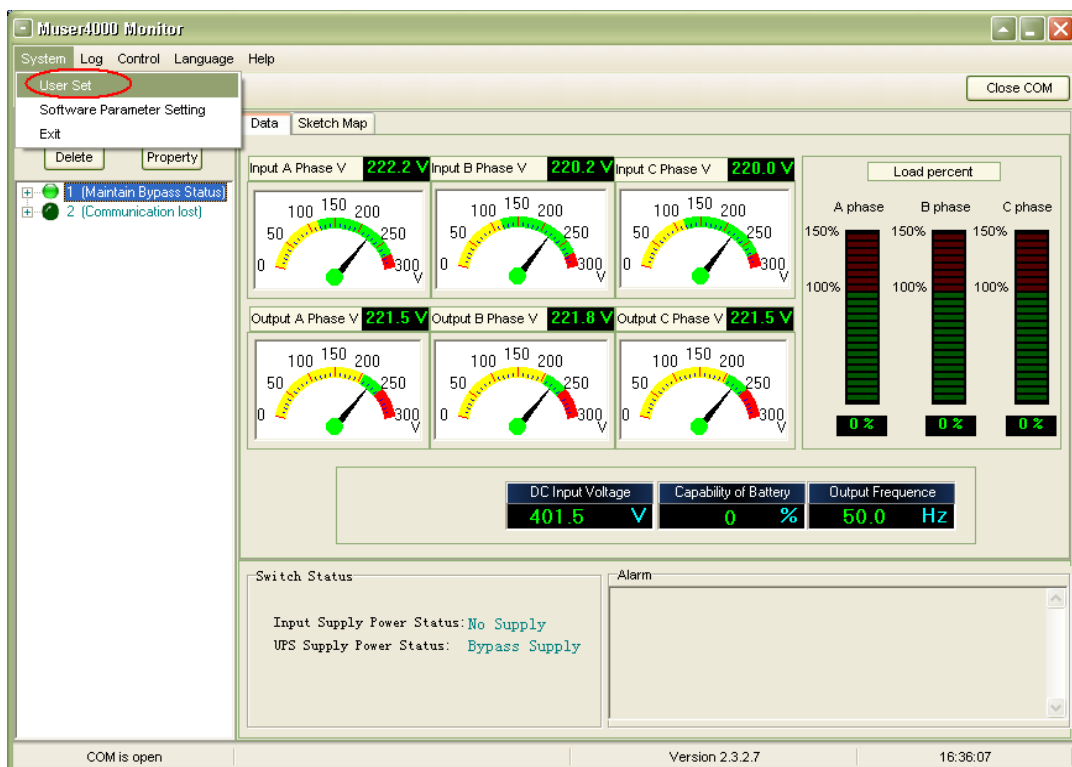 Muser4000 Monitor
System Log Control Language Help
User Set
Software Parameter Setting
Exit
Close COM
Delete Property
1 (Maintain Bypass Status)
2 (Communication lost)
Data Sketch Map
Input A Phase V 222.2 V Input B Phase V 220.2 V Input C Phase V 220.0 V
0 50 100 150 200 250 300 V
0 50 100 150 200 250 300 V
0 50 100 150 200 250 300 V
Output A Phase V 221.5 V Output B Phase V 221.8 V Output C Phase V 221.5 V
0 50 100 150 200 250 300 V
0 50 100 150 200 250 300 V
0 50 100 150 200 250 300 V
Load percent
A phase B phase C phase
150% 150% 150%
100% 100% 100%
0 % 0 % 0 %
DC Input Voltage Capability of Battery Output Frequence
401.5 V 0 % 50.0 Hz
Switch Status
Input Supply Power Status: No Supply
UPS Supply Power Status: Bypass Supply
Alarm
COM is open Version 2.3.2.7 16:36:07